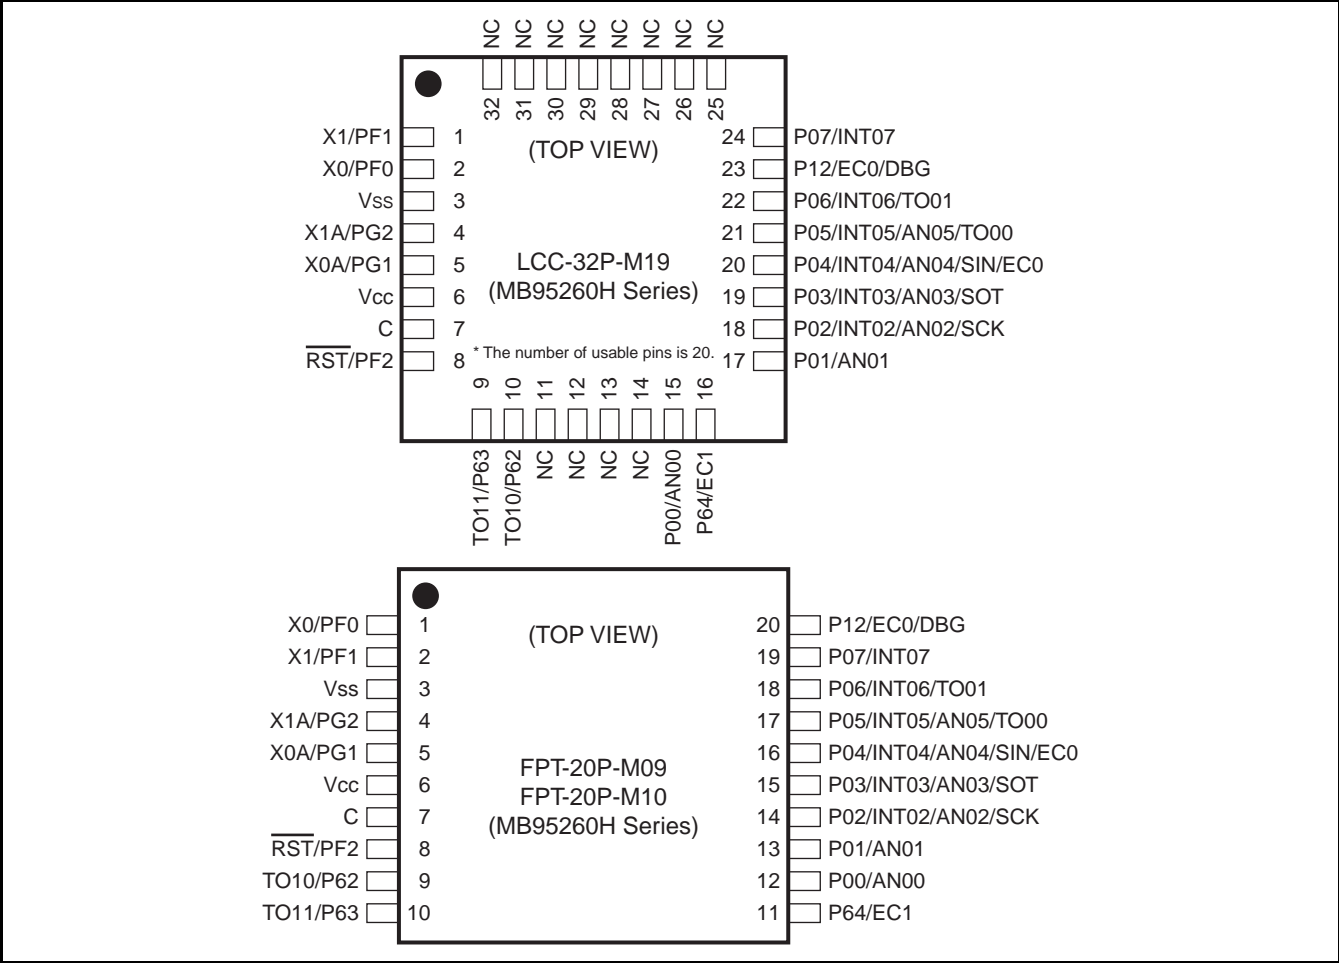 NC NC NC NC NC NC NC NC
32 31 30 29 28 27 26 25
(TOP VIEW)
X1/PF1 1 24 P07/INT07
X0/PF0 2 23 P12/EC0/DBG
Vss 3 22 P06/INT06/TO01
X1A/PG2 4 21 P05/INT05/AN05/TO00
X0A/PG1 5 LCC-32P-M19 20 P04/INT04/AN04/SIN/EC0
Vcc 6 (MB95260H Series) 19 P03/INT03/AN03/SOT
C 7 18 P02/INT02/AN02/SCK
RST/PF2 8 * The number of usable pins is 20. 17 P01/AN01
9 10 11 12 13 14 15 16
TO11/P63 TO10/P62 NC NC NC NC P00/AN00 P64/EC1
(TOP VIEW)
X0/PF0 1 20 P12/EC0/DBG
X1/PF1 2 19 P07/INT07
Vss 3 18 P06/INT06/TO01
X1A/PG2 4 17 P05/INT05/AN05/TO00
X0A/PG1 5 16 P04/INT04/AN04/SIN/EC0
FPT-20P-M09
Vcc 6 15 P03/INT03/AN03/SOT
FPT-20P-M10
C 7 14 P02/INT02/AN02/SCK
(MB95260H Series)
RST/PF2 8 13 P01/AN01
TO10/P62 9 12 P00/AN00
TO11/P63 10 11 P64/EC1